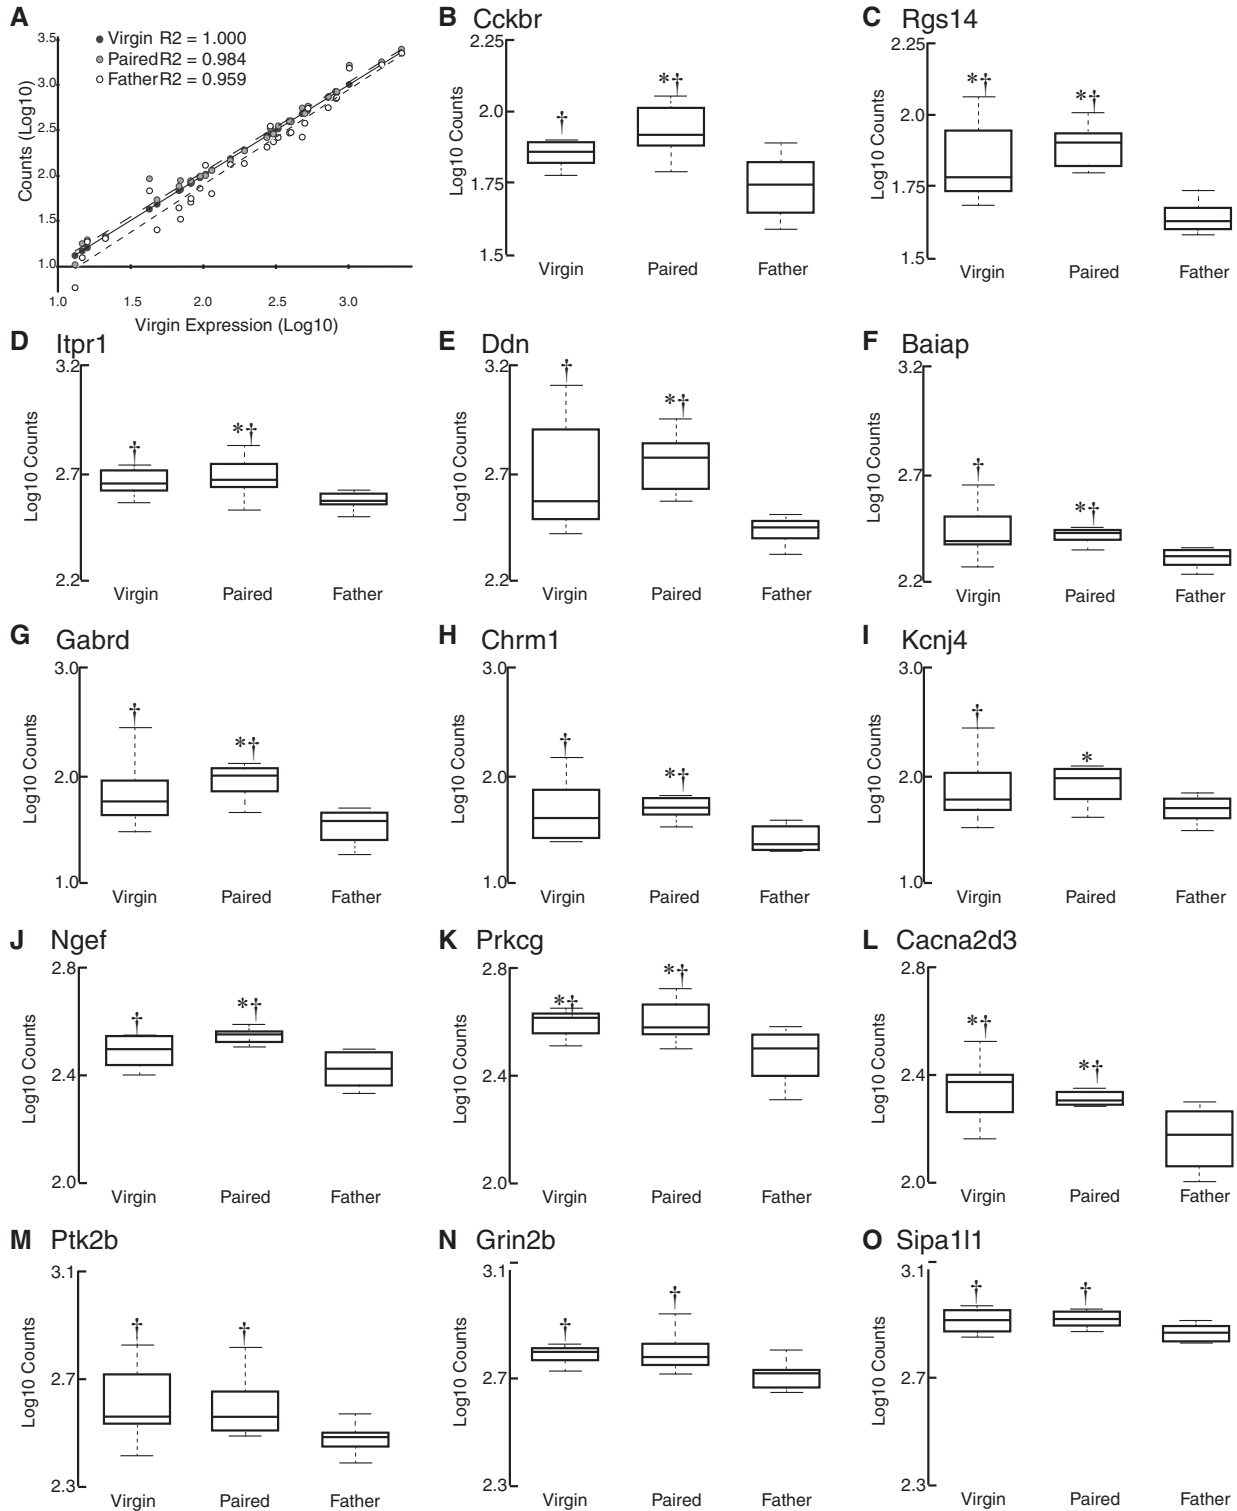 A
3.5
3.0
2.5
2.0
1.5
1.0
Counts (Log10)
Virgin R2 = 1.000
Paired R2 = 0.984
Father R2 = 0.959
1.0 1.5 2.0 2.5 3.0
Virgin Expression (Log10)
B Cckbr
2.25
2.0
1.75
1.5
Log10 Counts
† *†
Virgin Paired Father
C Rgs14
2.25
2.0
1.75
1.5
Log10 Counts
*† *†
Virgin Paired Father
D Itpr1
3.2
2.7
2.2
Log10 Counts
† *†
Virgin Paired Father
E Ddn
3.2
2.7
2.2
Log10 Counts
† *†
Virgin Paired Father
F Baiap
3.2
2.7
2.2
Log10 Counts
† *†
Virgin Paired Father
G Gabrd
3.0
2.0
1.0
Log10 Counts
† *†
Virgin Paired Father
H Chrm1
3.0
2.0
1.0
Log10 Counts
† *†
Virgin Paired Father
I Kcnj4
3.0
2.0
1.0
Log10 Counts
† *
Virgin Paired Father
J Ngef
2.8
2.4
2.0
Log10 Counts
† *†
Virgin Paired Father
K Prkcg
2.8
2.4
2.0
Log10 Counts
*† *†
Virgin Paired Father
L Cacna2d3
2.8
2.4
2.0
Log10 Counts
*† *†
Virgin Paired Father
M Ptk2b
3.1
2.7
2.3
Log10 Counts
† †
Virgin Paired Father
N Grin2b
3.1
2.7
2.3
Log10 Counts
† †
Virgin Paired Father
O Sipa1l1
3.1
2.7
2.3
Log10 Counts
† †
Virgin Paired Father